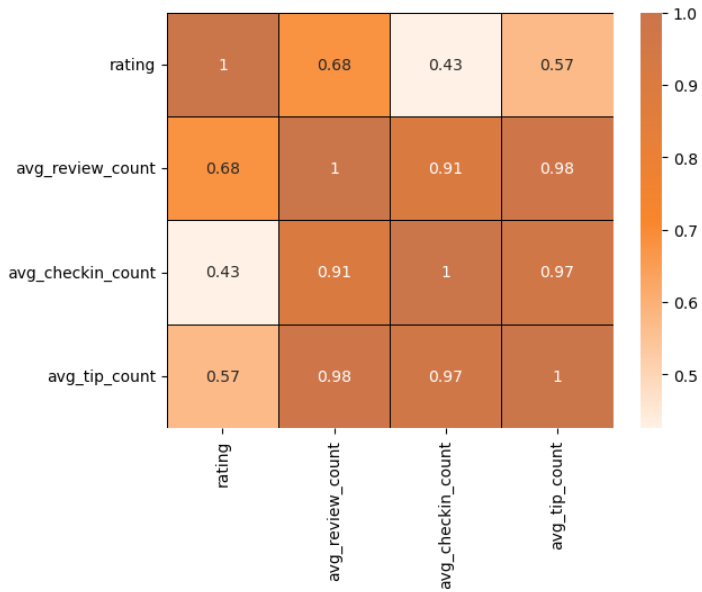 rating 1 0.68 0.43 0.57
avg_review_count 0.68 1 0.91 0.98
avg_checkin_count 0.43 0.91 1 0.97
avg_tip_count 0.57 0.98 0.97 1
rating
avg_review_count
avg_checkin_count
avg_tip_count
1.0
0.9
0.8
0.7
0.6
0.5